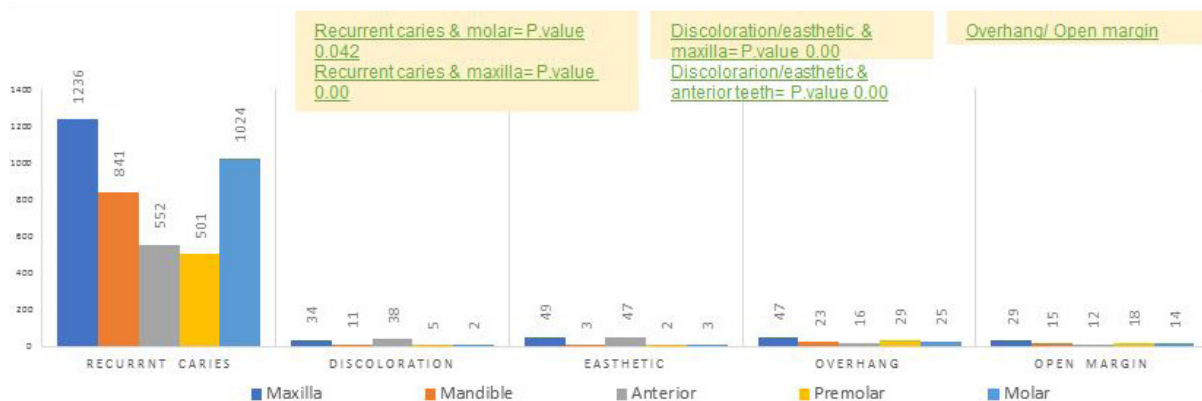 Recurrent caries & molar= P.value
0.042
Recurrent caries & maxilla= P.value
0.00
Discoloration/easthetic &
maxilla= P.value 0.00
Discolorarion/easthetic &
anterior teeth= P.value 0.00
Overhang/ Open margin
1400
1200
1000
800
600
400
200
0
1236
841
552
501
1024
34
11
38
5
2
49
3
47
2
3
47
23
16
29
25
29
15
12
18
14
RECURRNT CARIES
DISCOLORATION
EASTHETIC
OVERHANG
OPEN MARGIN
Maxilla
Mandible
Anterior
Premolar
Molar